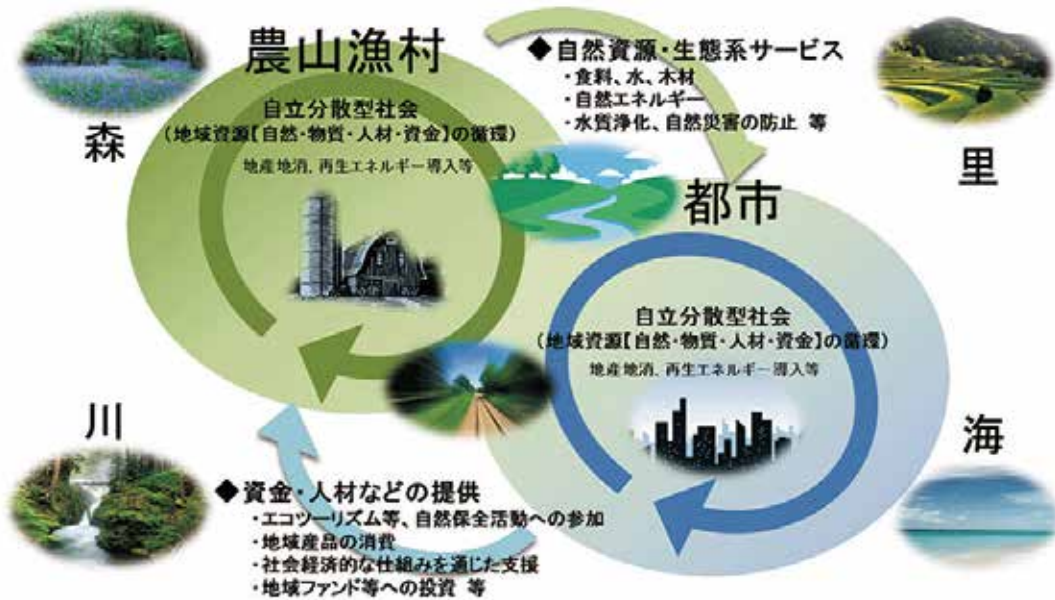 農山漁村
自立分散型社会
(地域資源【自然・物質・人材・資金】の循環)
地産地消、再生エネルギー導入等
◆自然資源・生態系サービス
・食料、水、木材
・自然エネルギー
・水質浄化、自然災害の防止 等
森
里
都市
自立分散型社会
(地域資源【自然・物質・人材・資金】の循環)
地産地消、再生エネルギー導入等
川
海
◆資金・人材などの提供
・エコツーリズム等、自然保全活動への参加
・地域産品の消費
・社会経済的な仕組みを通じた支援
・地域ファンド等への投資 等